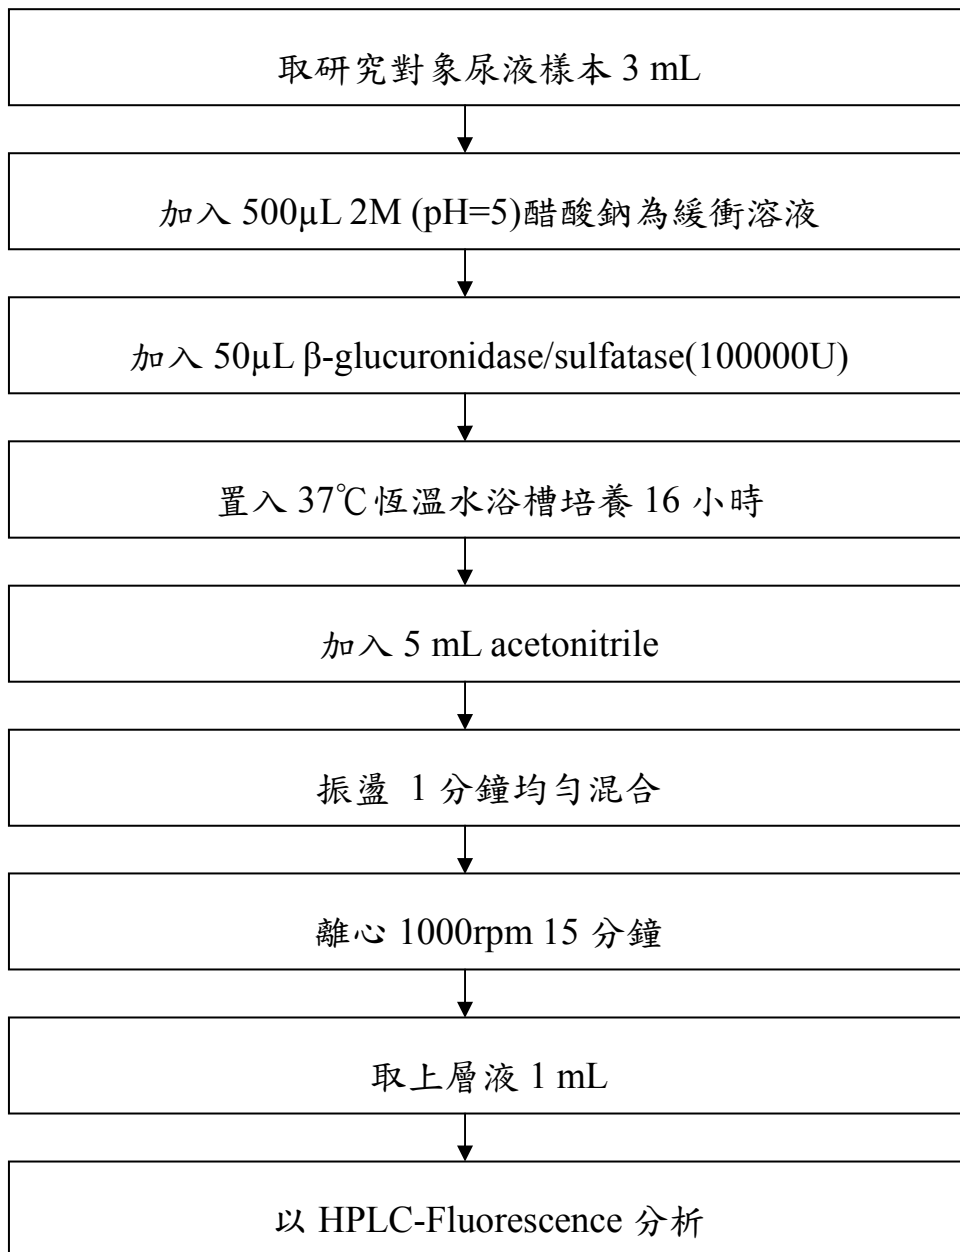 取研究對象尿液樣本 3 mL
加入 500μL 2M (pH=5)醋酸鈉為緩衝溶液
加入 50μL β-glucuronidase/sulfatase(100000U)
置入 37℃恆溫水浴槽培養 16 小時
加入 5 mL acetonitrile
振盪 1 分鐘均勻混合
離心 1000rpm 15 分鐘
取上層液 1 mL
以 HPLC-Fluorescence 分析